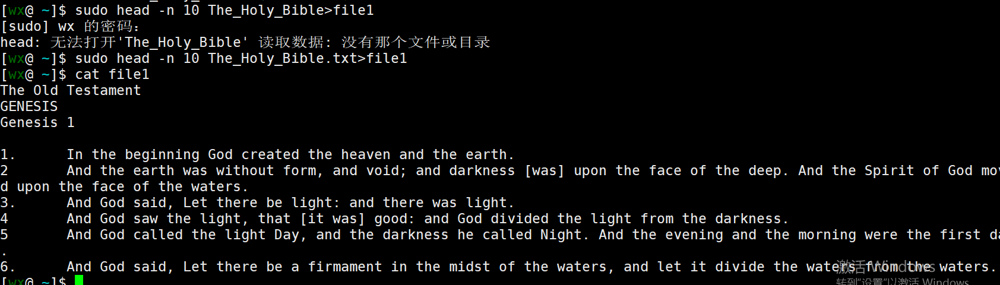 [wx@ ~]$ sudo head -n 10 The_Holy_Bible>file1
[sudo] wx 的密码：
head: 无法打开'The_Holy_Bible' 读取数据: 没有那个文件或目录
[wx@ ~]$ sudo head -n 10 The_Holy_Bible.txt>file1
[wx@ ~]$ cat file1
The Old Testament
GENESIS
Genesis 1
1.      In the beginning God created the heaven and the earth.
2       And the earth was without form, and void; and darkness [was] upon the face of the deep. And the Spirit of God mov
d upon the face of the waters.
3.      And God said, Let there be light: and there was light.
4       And God saw the light, that [it was] good: and God divided the light from the darkness.
5       And God called the light Day, and the darkness he called Night. And the evening and the morning were the first da
.
6.      And God said, Let there be a firmament in the midst of the waters, and let it divide the waters from the waters.
[wx@ ~]$
激活 Windows
转到"设置"以激活 Windows